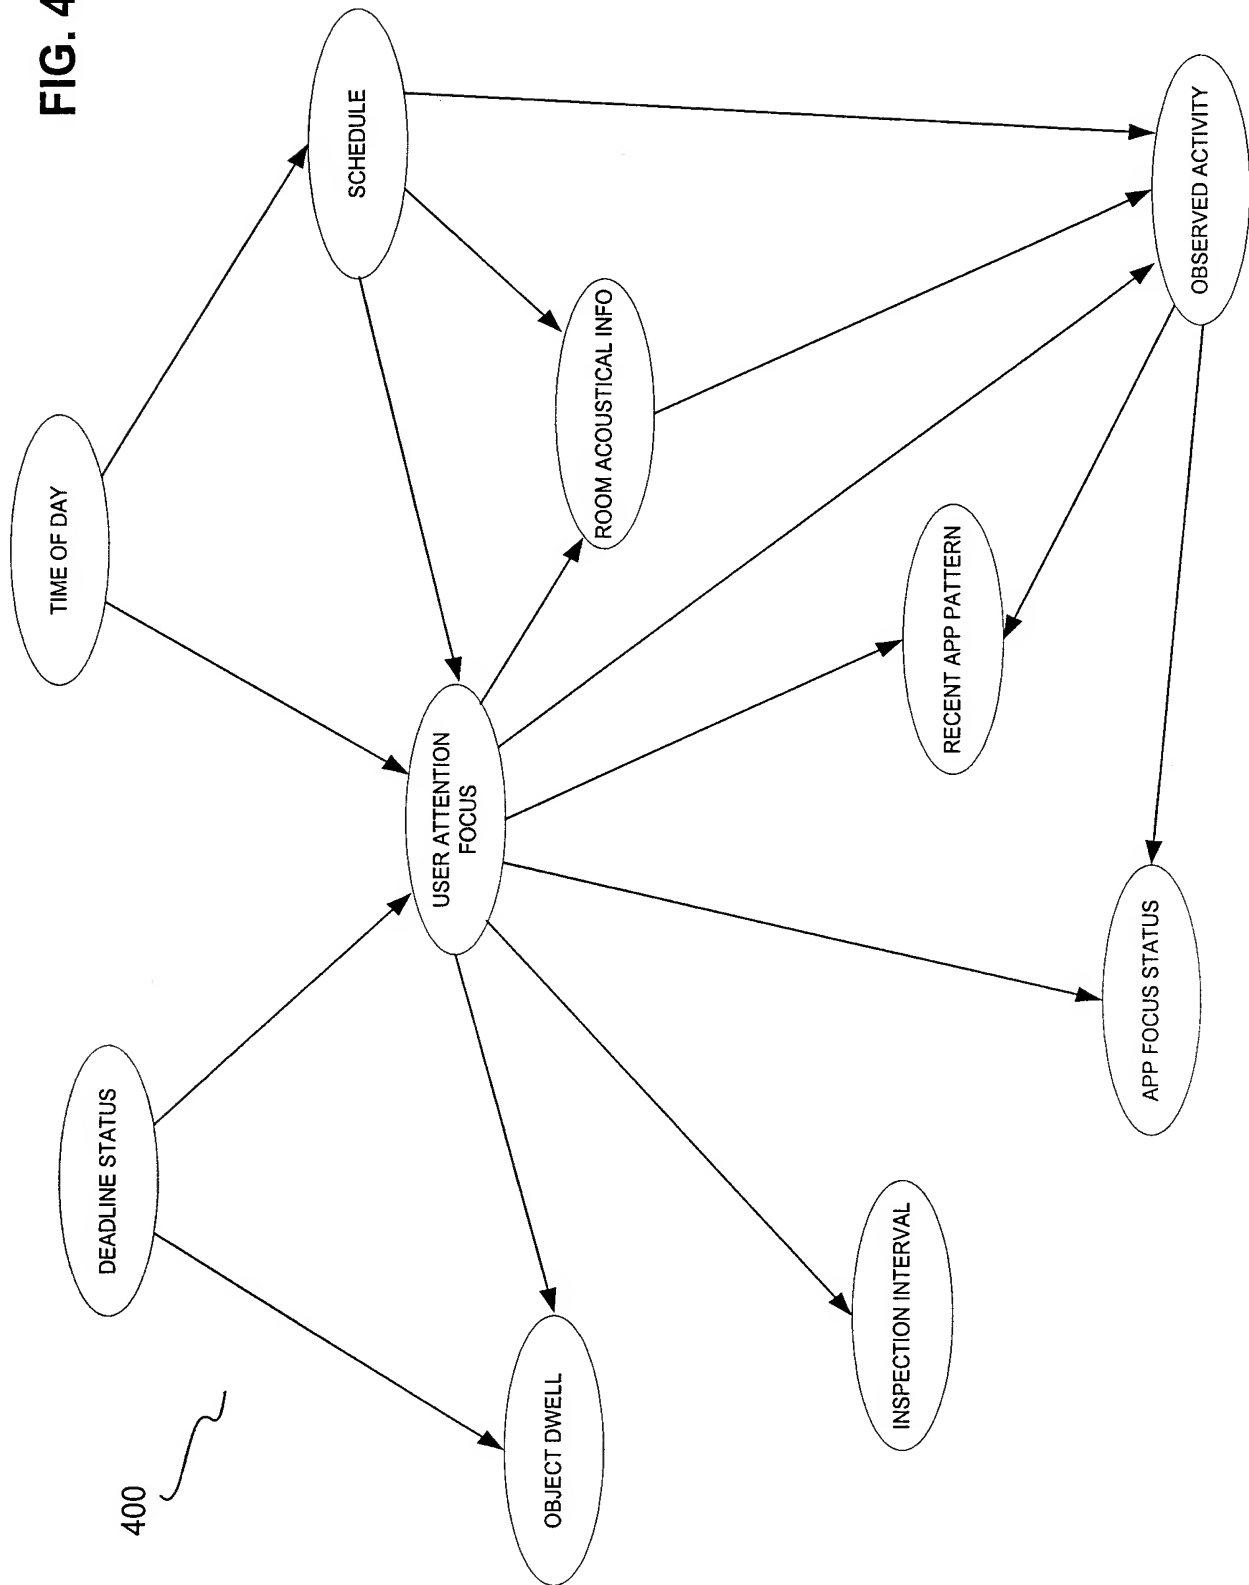 FIG. 4
400
DEADLINE STATUS
TIME OF DAY
SCHEDULE
USER ATTENTION
FOCUS
OBJECT DWELL
ROOM ACOUSTICAL INFO
INSPECTION INTERVAL
RECENT APP PATTERN
APP FOCUS STATUS
OBSERVED ACTIVITY